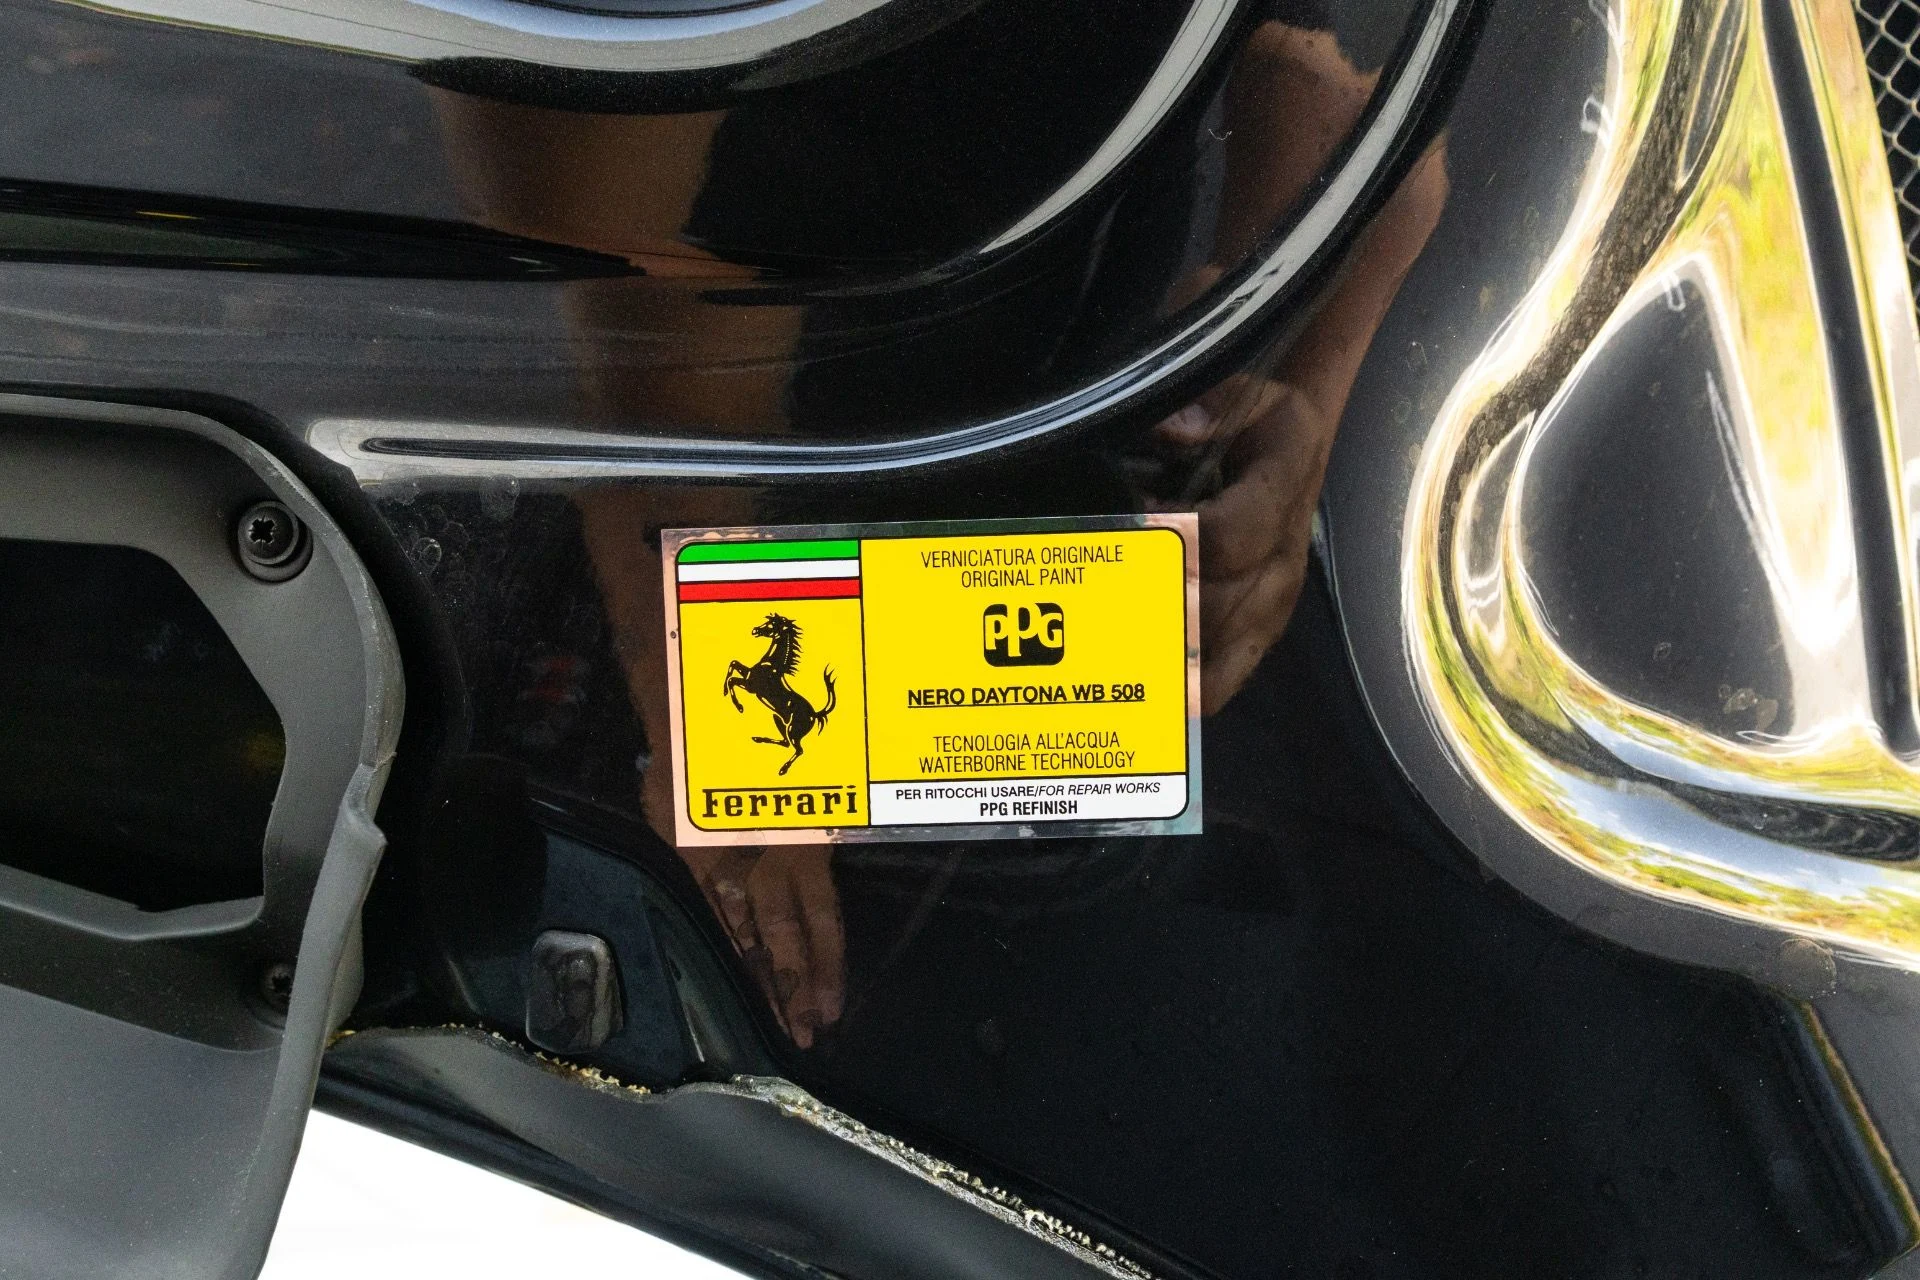 Ferrari
VERNICIATURA ORIGINALE
ORIGINAL PAINT
PPG
NERO DAYTONA WB 508
TECNOLOGIA ALL'ACQUA
WATERBORNE TECHNOLOGY
PER RITOCCHI USARE/FOR REPAIR WORKS
PPG REFINISH